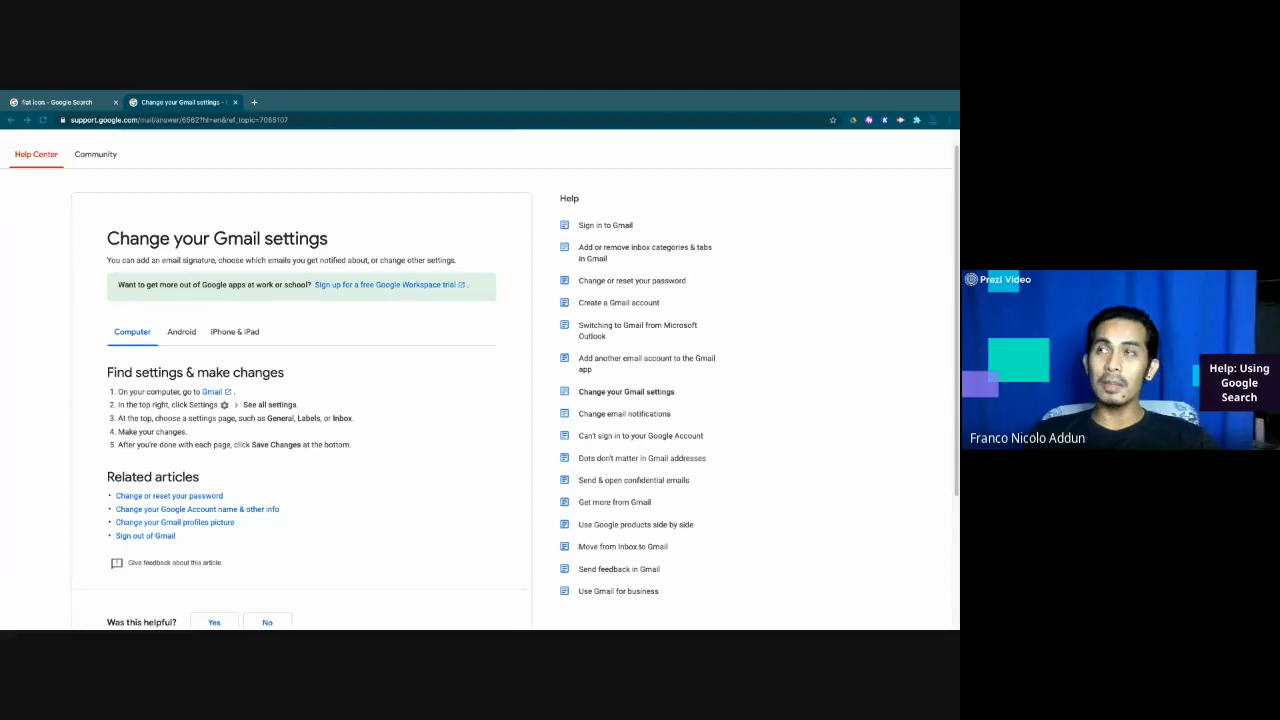 flat icon - Google Search
Change your Gmail settings -
support.google.com/mail/answer/6562?hl=en&ref_topic=7065107
Help Center
Community
Change your Gmail settings
You can add an email signature, choose which emails you get notified about, or change other settings.
Want to get more out of Google apps at work or school? Sign up for a free Google Workspace trial.
Computer
Android
iPhone & iPad
Find settings & make changes
1. On your computer, go to Gmail.
2. In the top right, click Settings > See all settings.
3. At the top, choose a settings page, such as General, Labels, or Inbox.
4. Make your changes.
5. After you're done with each page, click Save Changes at the bottom.
Related articles
• Change or reset your password
• Change your Google Account name & other info
• Change your Gmail profiles picture
• Sign out of Gmail
Give feedback about this article
Was this helpful?
Yes
No
Help
Sign in to Gmail
Add or remove inbox categories & tabs
in Gmail
Change or reset your password
Create a Gmail account
Switching to Gmail from Microsoft
Outlook
Add another email account to the Gmail
app
Change your Gmail settings
Change email notifications
Can't sign in to your Google Account
Dots don't matter in Gmail addresses
Send & open confidential emails
Get more from Gmail
Use Google products side by side
Move from Inbox to Gmail
Send feedback in Gmail
Use Gmail for business
Prezi Video
Help: Using
Google
Search
Franco Nicolo Addun